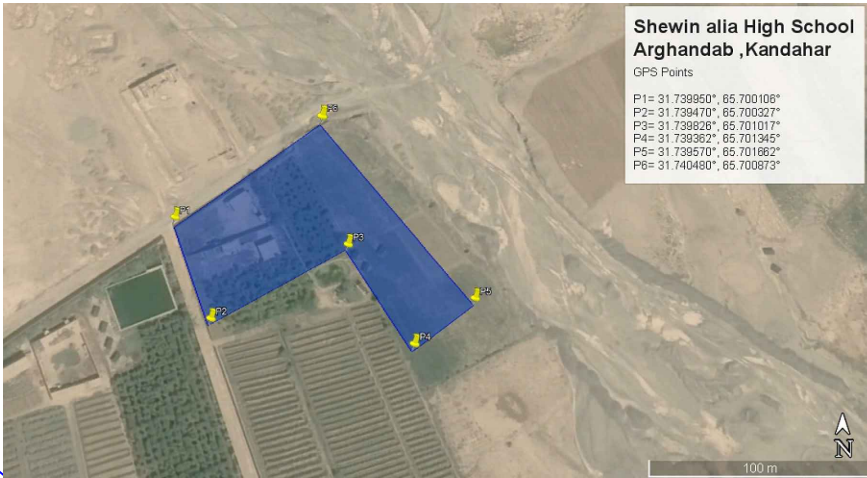 Shewin alia High School
Arghandab ,Kandahar
GPS Points
P1= 31.739950°, 65.700106°
P2= 31.739470°, 65.700327°
P3= 31.739826°, 65.701017°
P4= 31.739362°, 65.701345°
P5= 31.739570°, 65.701662°
P6= 31.740480°, 65.700873°
P6
P1
P3
P5
P2
P4
N
100 m